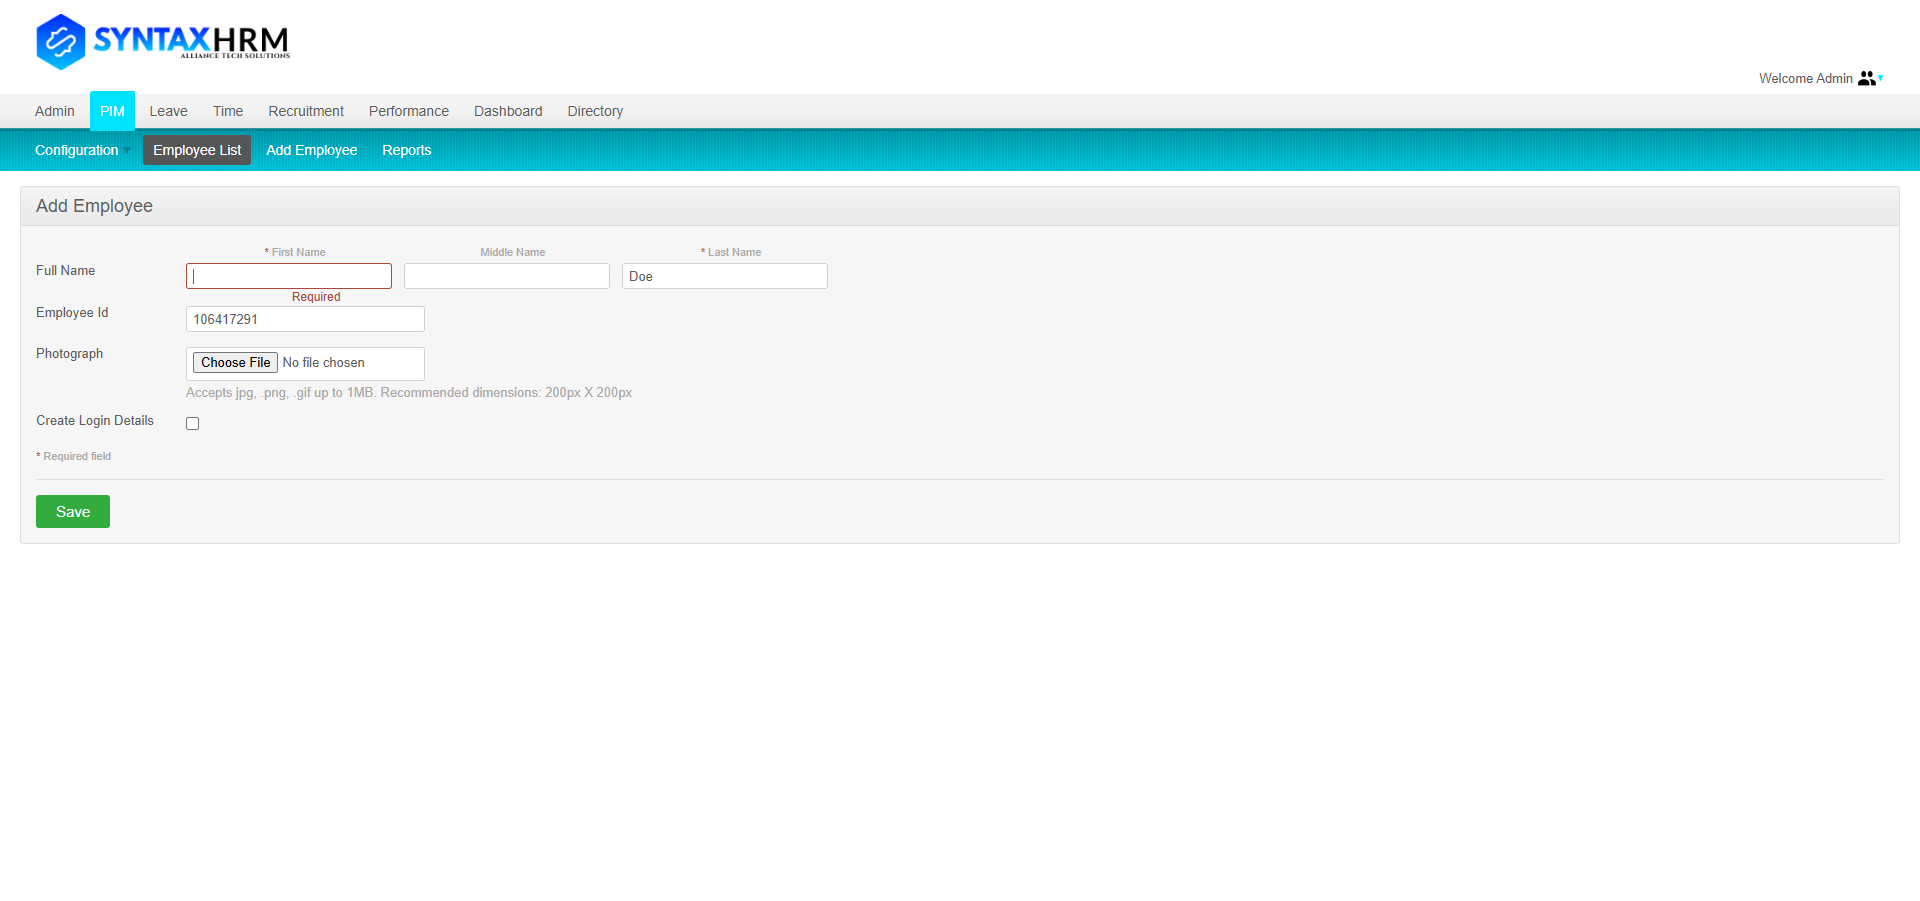 SYNTAXHRM
ALLIANCE TECH SOLUTIONS
Welcome Admin
Admin PIM Leave Time Recruitment Performance Dashboard Directory
Configuration Employee List Add Employee Reports
Add Employee
* First Name Middle Name * Last Name
Full Name Doe
Required
Employee Id 106417291
Photograph Choose File No file chosen
Accepts jpg, .png, .gif up to 1MB. Recommended dimensions: 200px X 200px
Create Login Details
* Required field
Save